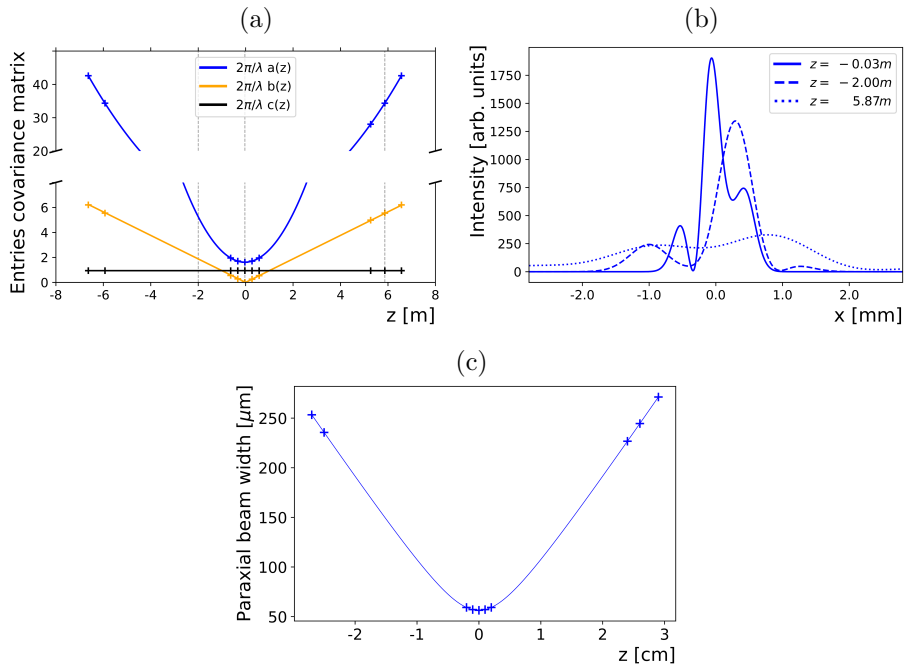 (a)
Entries covariance matrix
40
30
20
6
4
2
0
2π/λ a(z)
2π/λ b(z)
2π/λ c(z)
-8 -6 -4 -2 0 2 4 6 8
z [m]
(b)
Intensity [arb. units]
1750
1500
1250
1000
750
500
250
0
z = −0.03m
z = −2.00m
z = 5.87m
-2.0 -1.0 0.0 1.0 2.0
x [mm]
(c)
Paraxial beam width [μm]
250
200
150
100
50
-2 -1 0 1 2 3
z [cm]